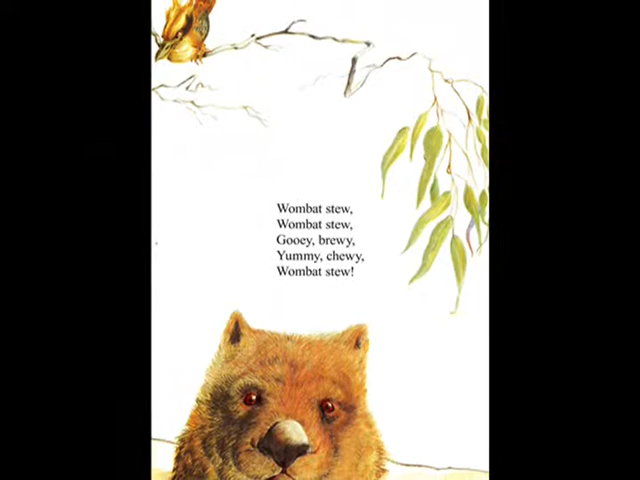 Wombat stew,
Wombat stew,
Gooey, brewy,
Yummy, chewy,
Wombat stew!